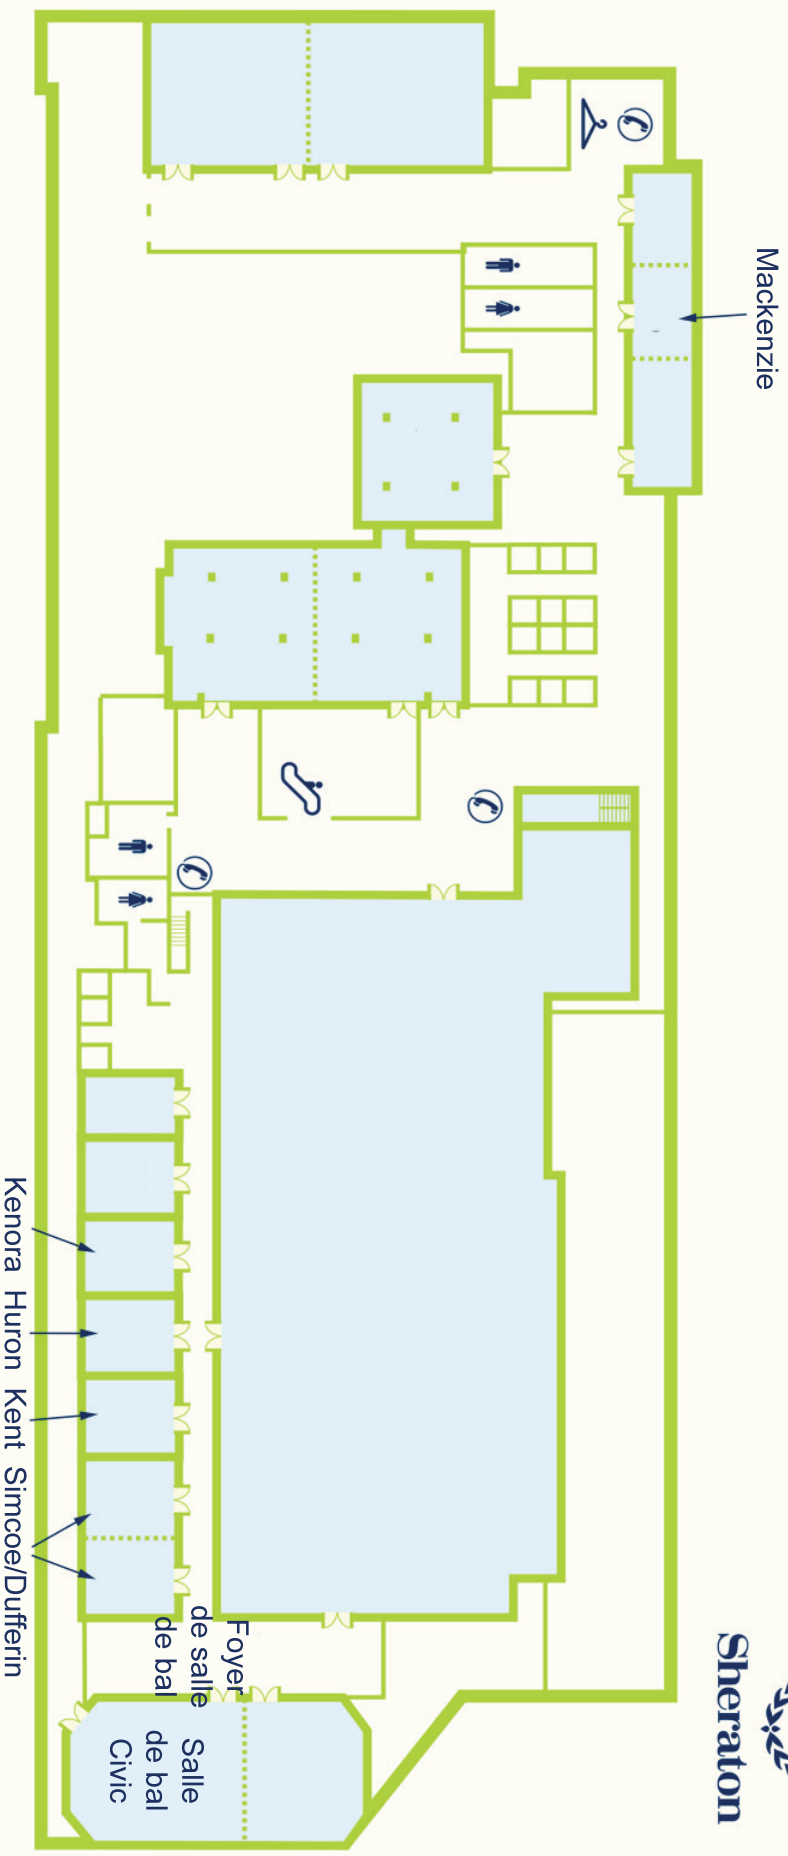 Mackenzie
Kenora
Huron
Kent
Simcoe/Dufferin
Foyer
de salle
de bal
Salle
de bal
Civic
Sheraton